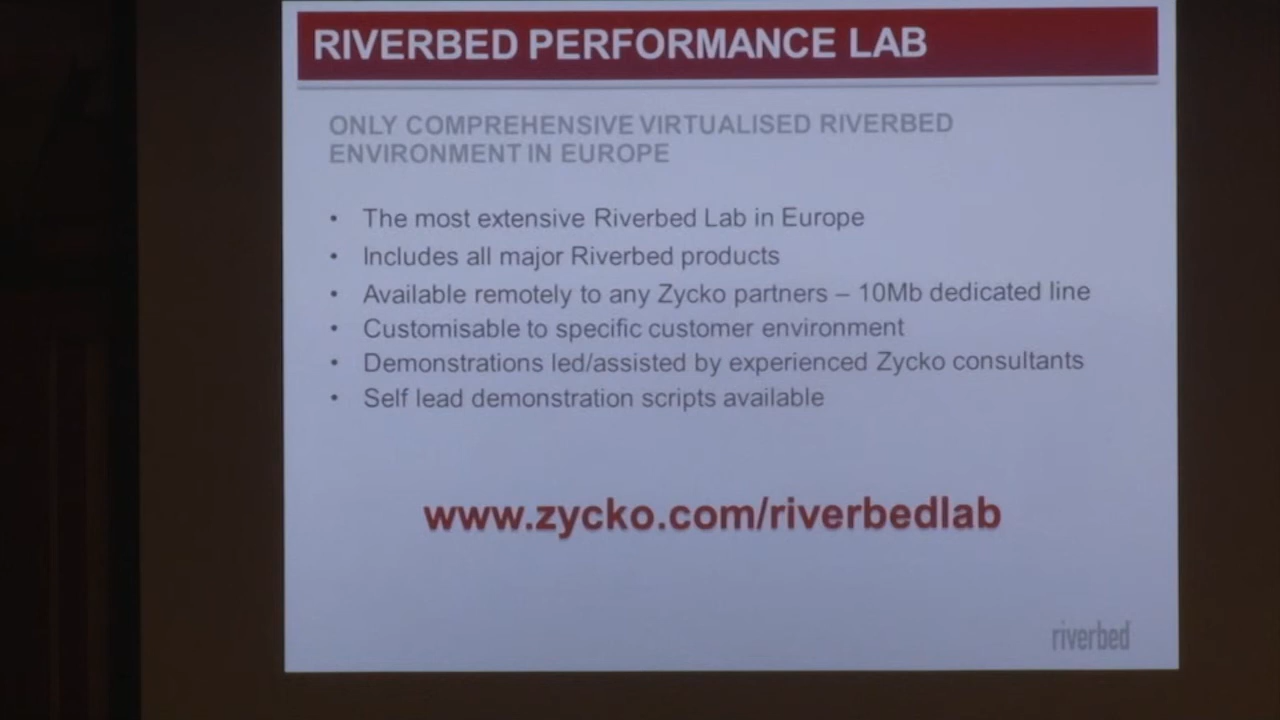 RIVERBED PERFORMANCE LAB
ONLY COMPREHENSIVE VIRTUALISED RIVERBED
ENVIRONMENT IN EUROPE
• The most extensive Riverbed Lab in Europe
• Includes all major Riverbed products
• Available remotely to any Zycko partners – 10Mb dedicated line
• Customisable to specific customer environment
• Demonstrations led/assisted by experienced Zycko consultants
• Self lead demonstration scripts available
www.zycko.com/riverbedlab
riverbed